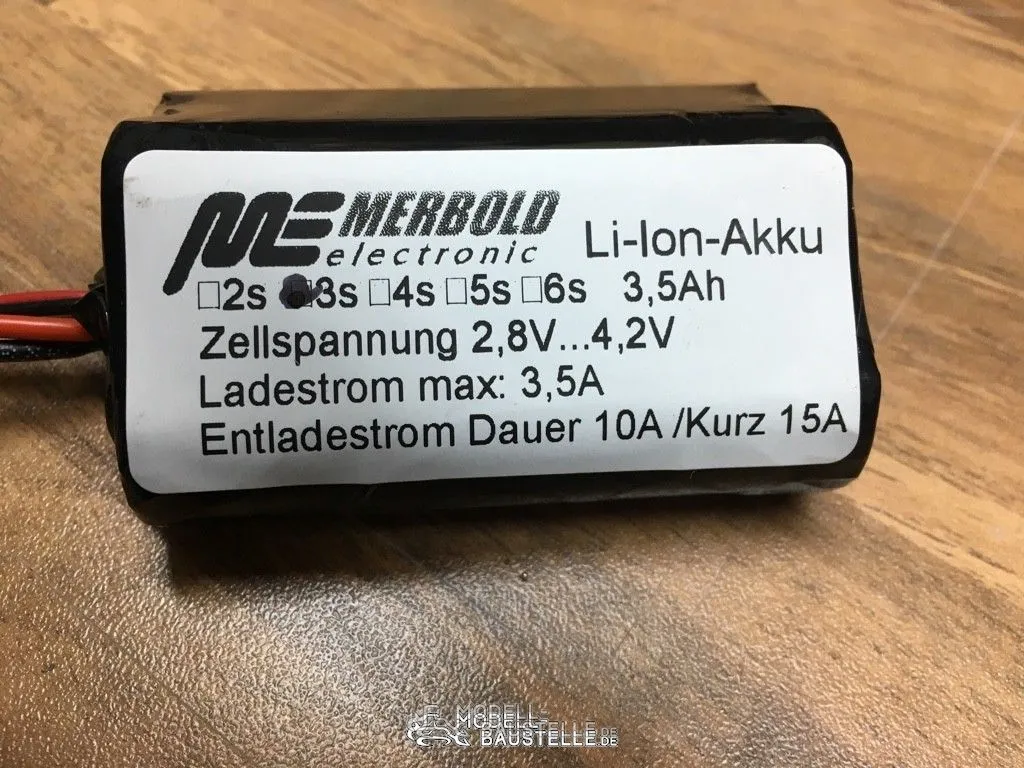 ME MERBOLD
electronic
Li-Ion-Akku
□2s □3s □4s □5s □6s 3,5Ah
Zellspannung 2,8V...4,2V
Ladestrom max: 3,5A
Entladestrom Dauer 10A /Kurz 15A
MODELL-
BAUSTELLE.DE